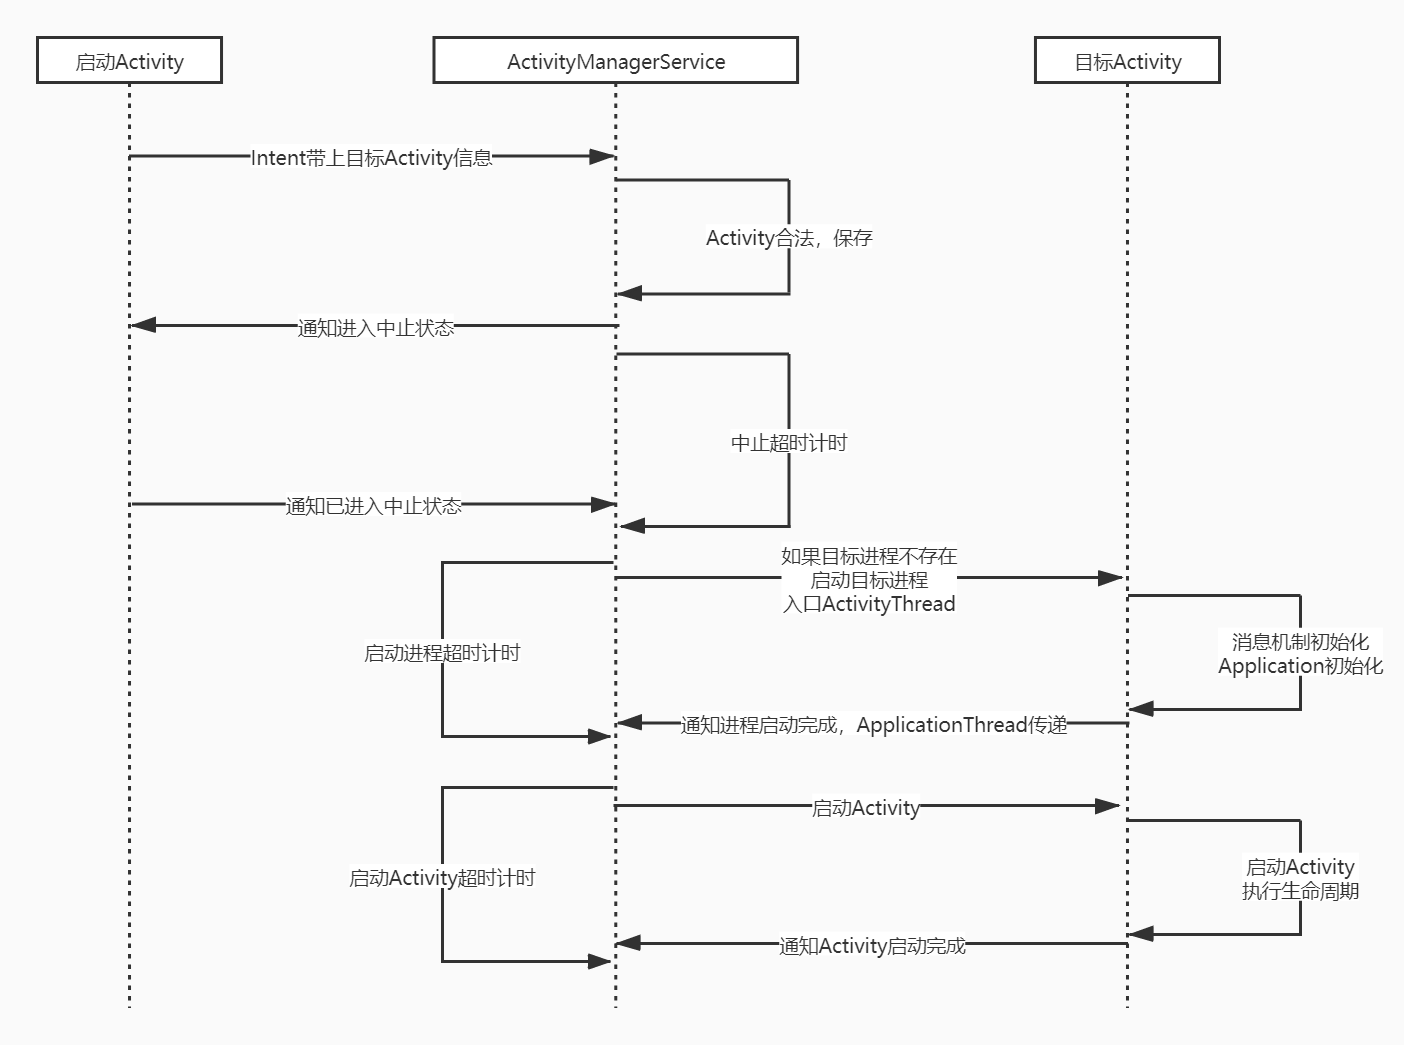 启动Activity
ActivityManagerService
目标Activity
Intent带上目标Activity信息
Activity合法，保存
通知进入中止状态
中止超时计时
通知已进入中止状态
如果目标进程不存在
启动目标进程
入口ActivityThread
消息机制初始化
Application初始化
启动进程超时计时
通知进程启动完成，ApplicationThread传递
启动Activity
启动Activity
执行生命周期
启动Activity超时计时
通知Activity启动完成